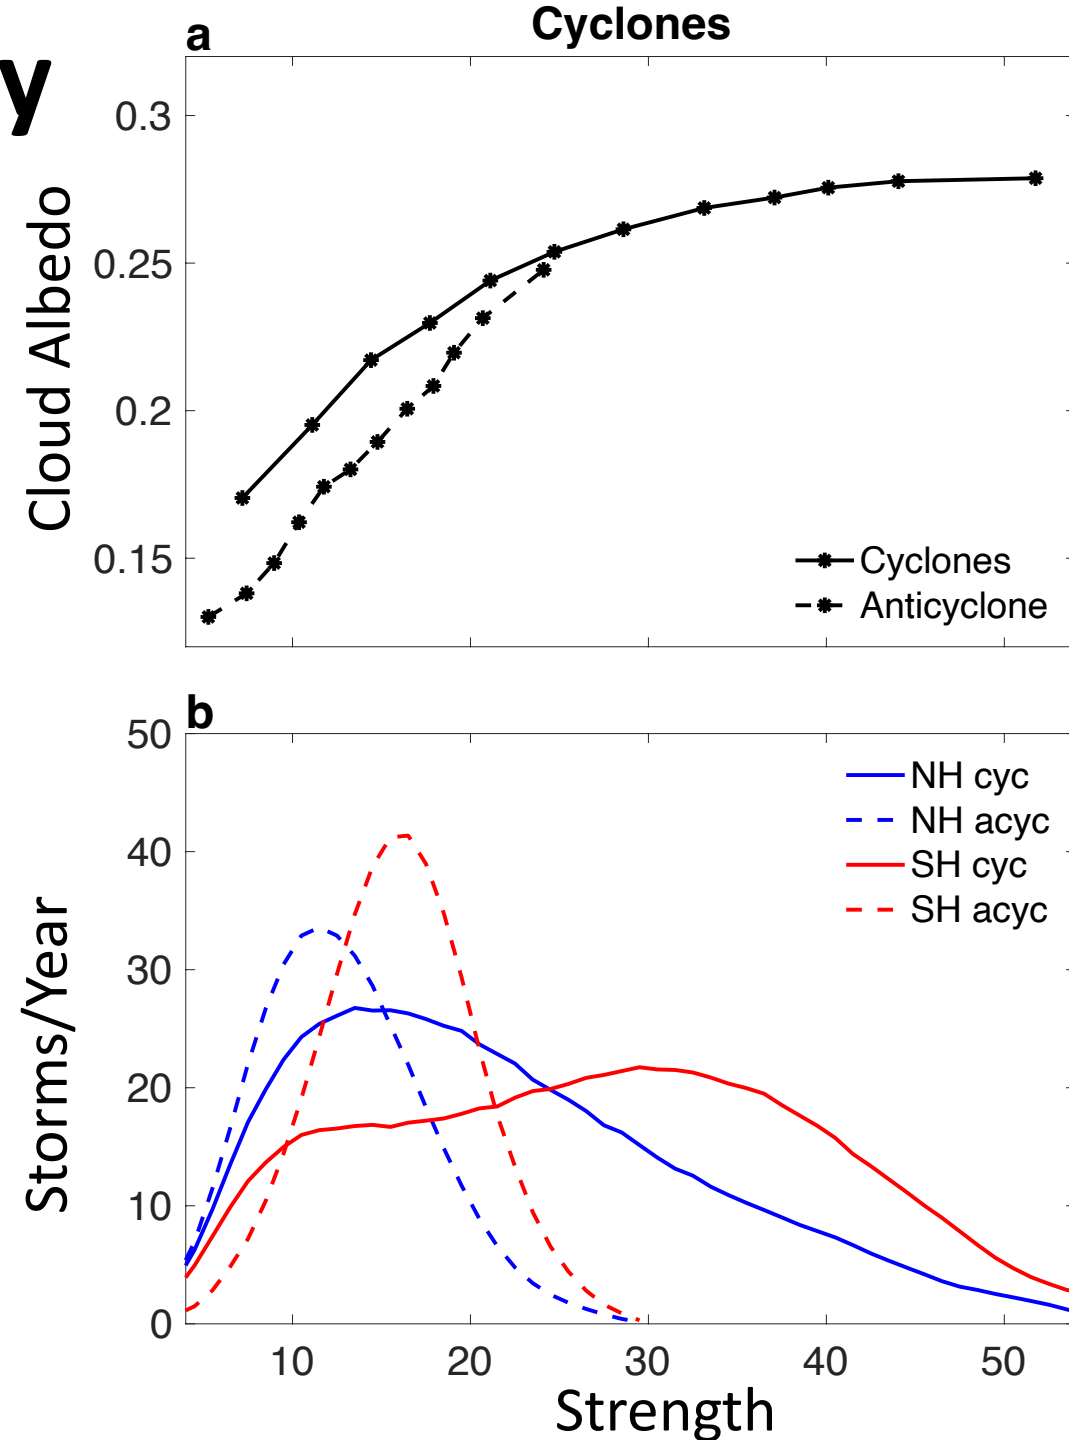 Cyclones
a
y
0.3
0.25
0.2
0.15
Cloud Albedo
Cyclones
Anticyclone
b
50
40
30
20
10
0
Storms/Year
NH cyc
NH acyc
SH cyc
SH acyc
10 20 30 40 50
Strength